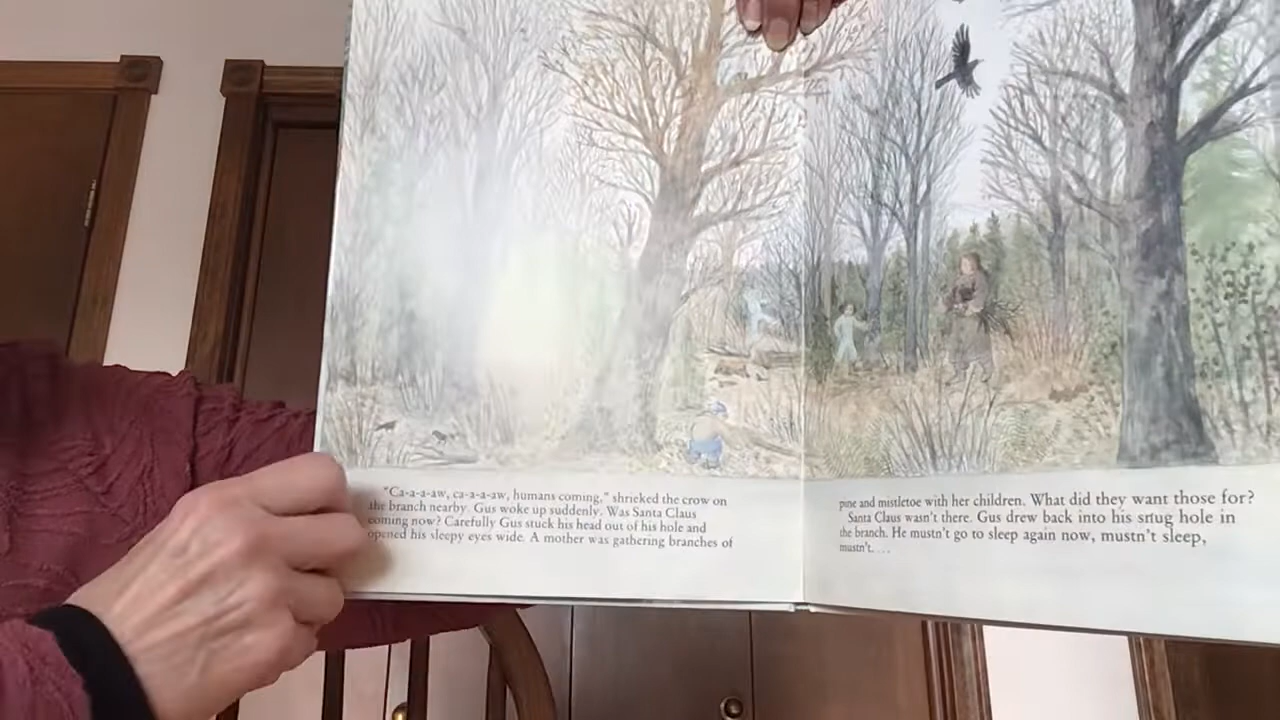 "Ca-a-a-aw, ca-a-a-aw, humans coming," shrieked the crow on
the branch nearby. Gus woke up suddenly. Was Santa Claus
coming now? Carefully Gus stuck his head out of his hole and
opened his sleepy eyes wide. A mother was gathering branches of
pine and mistletoe with her children. What did they want those for?
Santa Claus wasn't there. Gus drew back into his snug hole in
the branch. He mustn't go to sleep again now, mustn't sleep,
mustn't. . . .